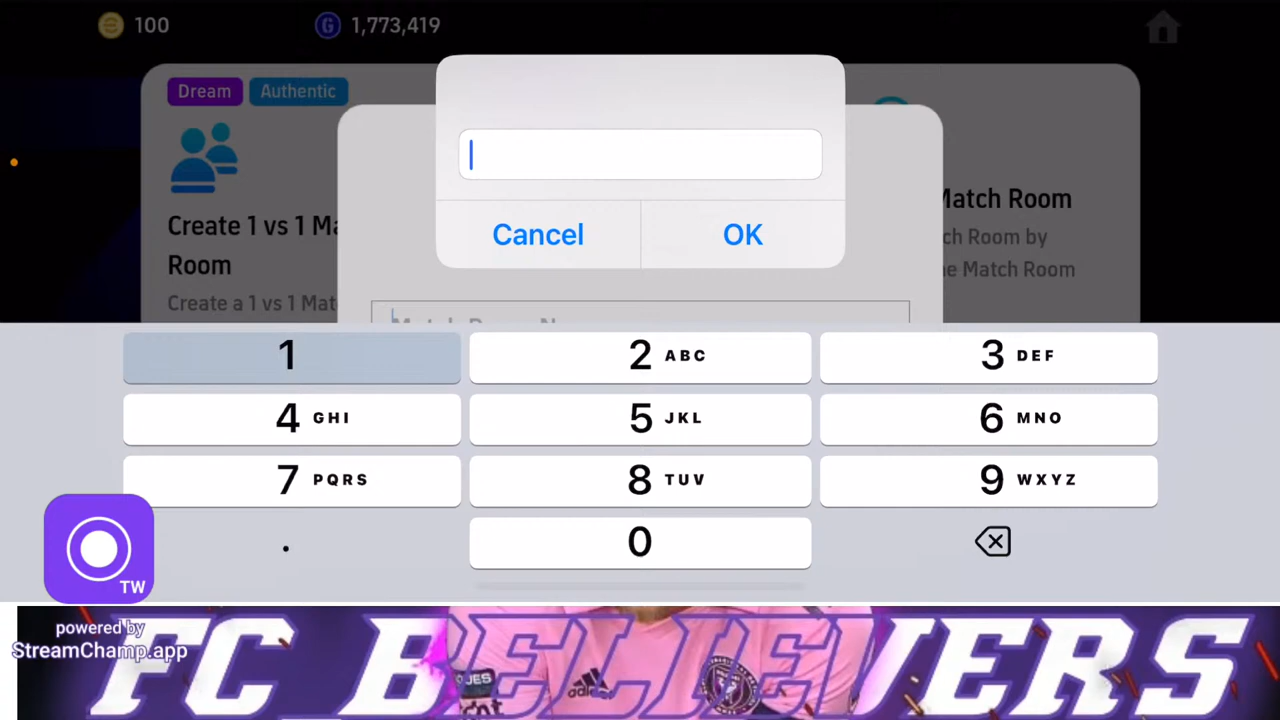 100
1,773,419
Dream
Authentic
Create 1 vs 1 Ma
Room
Create a 1 vs 1 Mat
Match Room
ch Room by
e Match Room
Cancel
OK
1
2 ABC
3 DEF
4 GHI
5 JKL
6 MNO
7 PQRS
8 TUV
9 WXYZ
.
0
TW
powered by
StreamChamp.app
FC_BELIEVERS
adidas